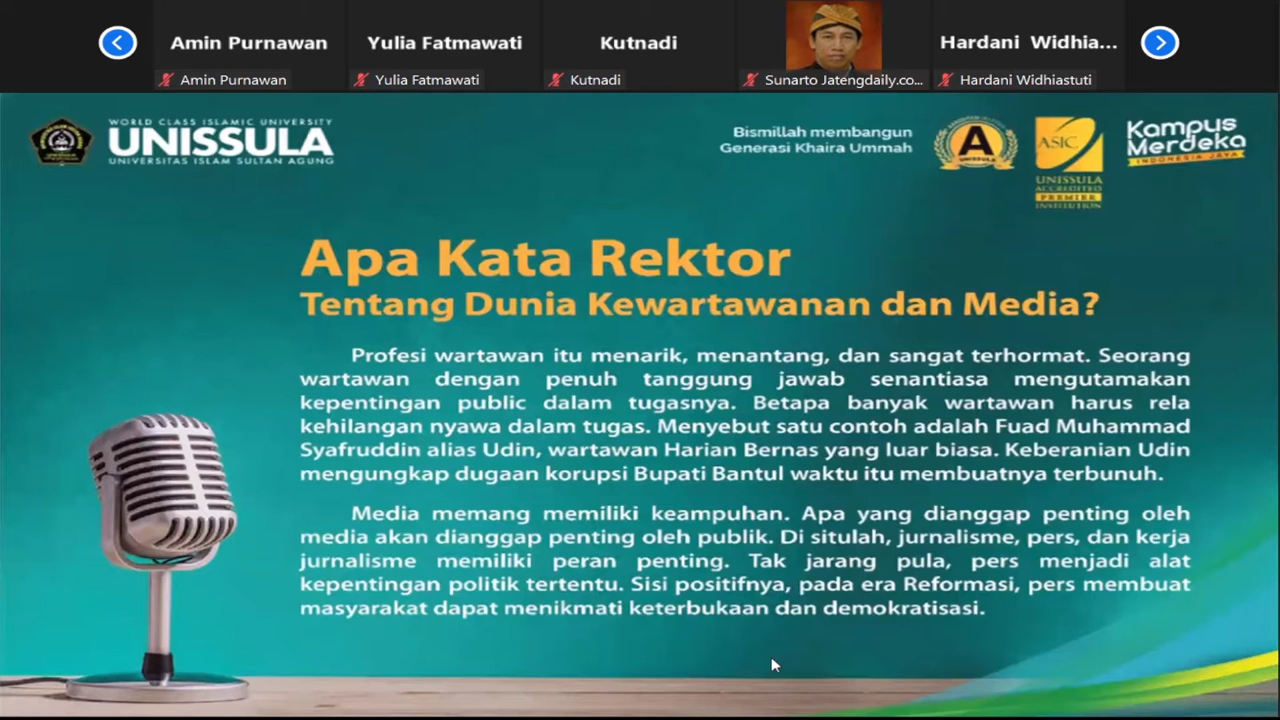 Amin Purnawan
Yulia Fatmawati
Kutnadi
Hardani Widhia...
Amin Purnawan
Yulia Fatmawati
Kutnadi
Sunarto Jatengdaily.co...
Hardani Widhiastuti
WORLD CLASS ISLAMIC UNIVERSITY
UNISSULA
UNIVERSITAS ISLAM SULTAN AGUNG
Bismillah membangun
Generasi Khaira Ummah
A
UNISSULA
ASIC
UNISSULA
ACCREDITED
PREMIER
INSTITUTION
Kampus
Merdeka
INDONESIA JAYA
Apa Kata Rektor
Tentang Dunia Kewartawanan dan Media?
Profesi wartawan itu menarik, menantang, dan sangat terhormat. Seorang
wartawan dengan penuh tanggung jawab senantiasa mengutamakan
kepentingan public dalam tugasnya. Betapa banyak wartawan harus rela
kehilangan nyawa dalam tugas. Menyebut satu contoh adalah Fuad Muhammad
Syafruddin alias Udin, wartawan Harian Bernas yang luar biasa. Keberanian Udin
mengungkap dugaan korupsi Bupati Bantul waktu itu membuatnya terbunuh.
Media memang memiliki keampuhan. Apa yang dianggap penting oleh
media akan dianggap penting oleh publik. Di situlah, jurnalisme, pers, dan kerja
jurnalisme memiliki peran penting. Tak jarang pula, pers menjadi alat
kepentingan politik tertentu. Sisi positifnya, pada era Reformasi, pers membuat
masyarakat dapat menikmati keterbukaan dan demokratisasi.